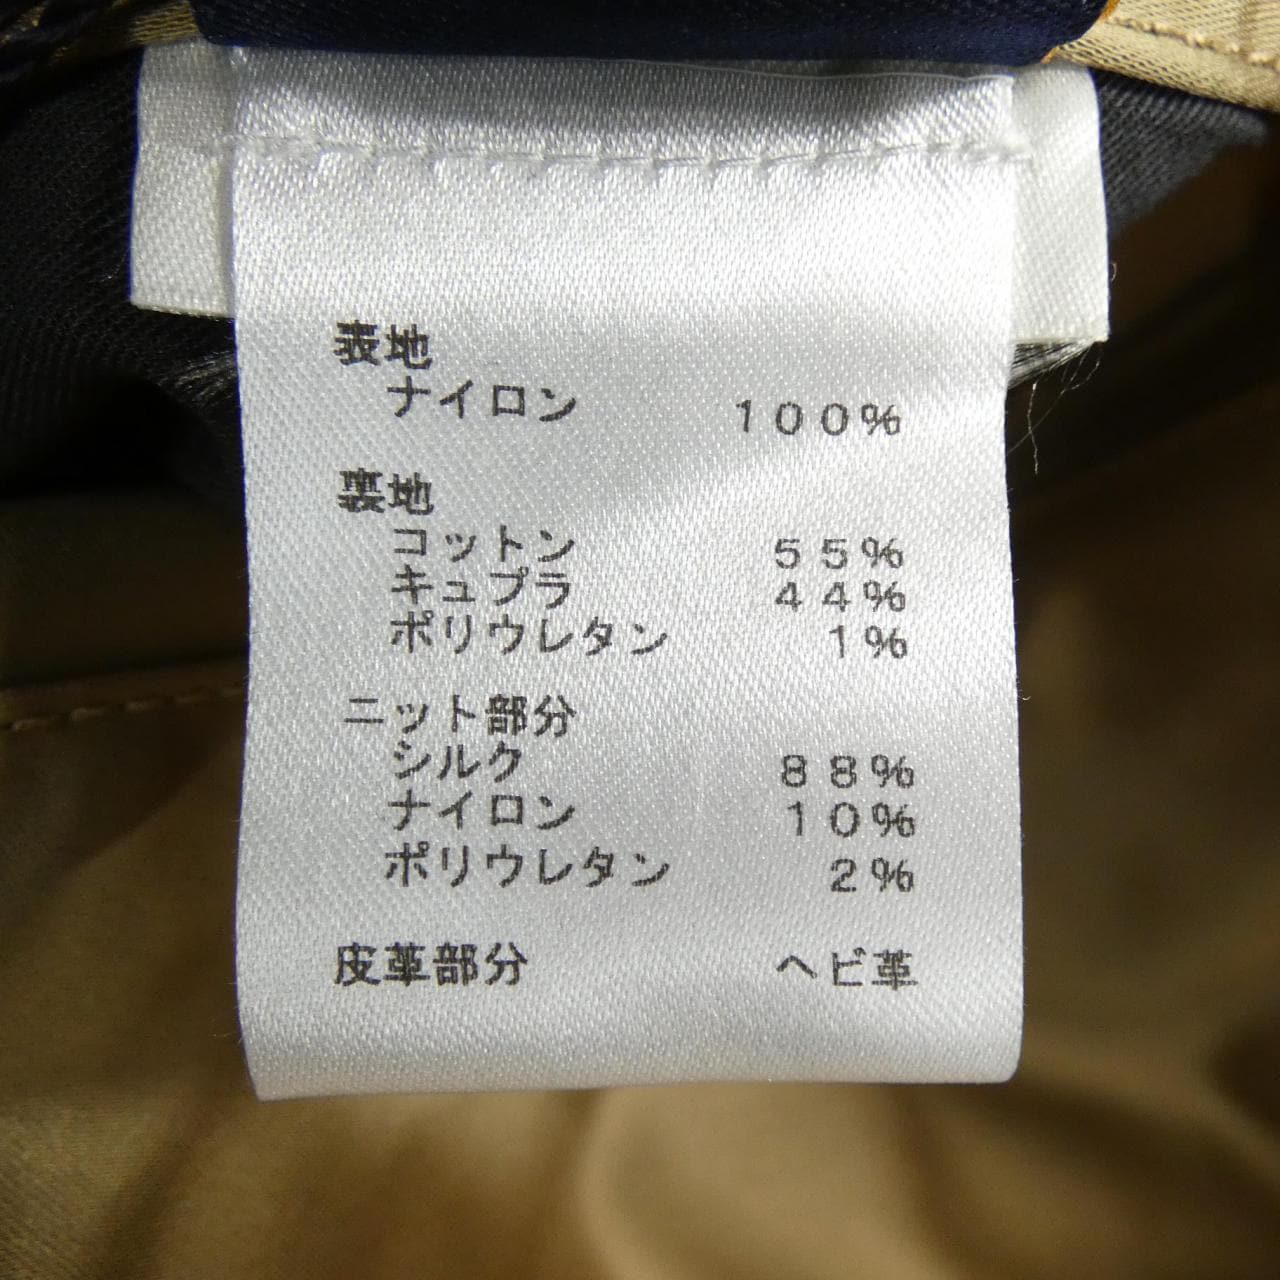 表地
ナイロン 100%
裏地
コットン 55%
キュプラ 44%
ポリウレタン 1%
ニット部分
シルク 88%
ナイロン 10%
ポリウレタン 2%
皮革部分 ヘビ革